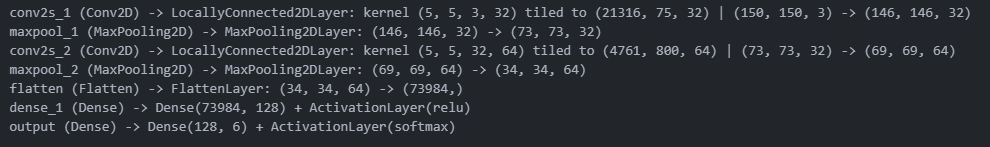 conv2s_1 (Conv2D) -> LocallyConnected2DLayer: kernel (5, 5, 3, 32) tiled to (21316, 75, 32) | (150, 150, 3) -> (146, 146, 32)
maxpool_1 (MaxPooling2D) -> MaxPooling2DLayer: (146, 146, 32) -> (73, 73, 32)
conv2s_2 (Conv2D) -> LocallyConnected2DLayer: kernel (5, 5, 32, 64) tiled to (4761, 800, 64) | (73, 73, 32) -> (69, 69, 64)
maxpool_2 (MaxPooling2D) -> MaxPooling2DLayer: (69, 69, 64) -> (34, 34, 64)
flatten (Flatten) -> FlattenLayer: (34, 34, 64) -> (73984,)
dense_1 (Dense) -> Dense(73984, 128) + ActivationLayer(relu)
output (Dense) -> Dense(128, 6) + ActivationLayer(softmax)